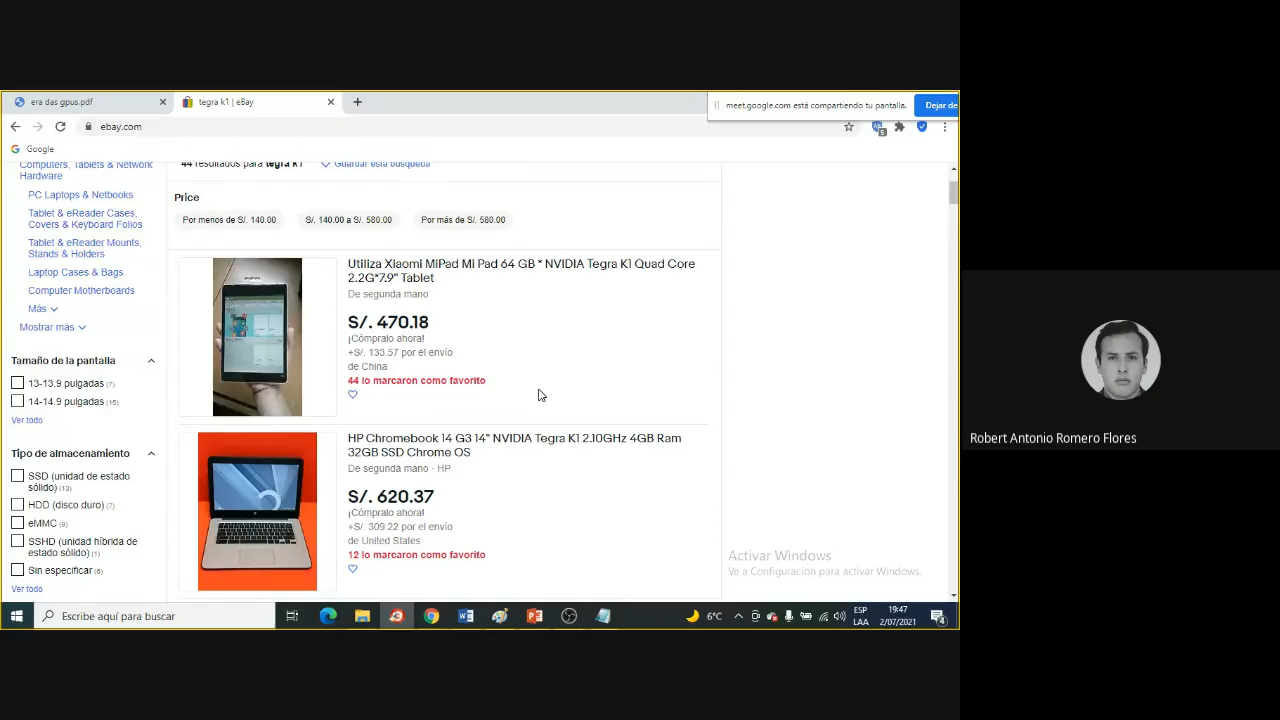 era das gpus.pdf
tegra k1 | eBay
meet.google.com está compartiendo tu pantalla.
Dejar de
ebay.com
Google
Computers, Tablets & Network
Hardware
PC Laptops & Netbooks
Tablet & eReader Cases,
Covers & Keyboard Folios
Tablet & eReader Mounts,
Stands & Holders
Laptop Cases & Bags
Computer Motherboards
Más
Mostrar más
Tamaño de la pantalla
13-13.9 pulgadas (7)
14-14.9 pulgadas (15)
Ver todo
Tipo de almacenamiento
SSD (unidad de estado
sólido) (13)
HDD (disco duro) (7)
eMMC (9)
SSHD (unidad híbrida de
estado sólido) (1)
Sin especificar (6)
Ver todo
44 resultados para tegra k1
Guardar esta búsqueda
Price
Por menos de S/. 140.00
S/. 140.00 a S/. 580.00
Por más de S/. 580.00
Utiliza Xiaomi MiPad Mi Pad 64 GB * NVIDIA Tegra K1 Quad Core
2.2G*7.9" Tablet
De segunda mano
S/. 470.18
¡Cómpralo ahora!
+S/. 133.57 por el envío
de China
44 lo marcaron como favorito
HP Chromebook 14 G3 14" NVIDIA Tegra K1 2.10GHz 4GB Ram
32GB SSD Chrome OS
De segunda mano · HP
S/. 620.37
¡Cómpralo ahora!
+S/. 309.22 por el envío
de United States
12 lo marcaron como favorito
Activar Windows
Ve a Configuración para activar Windows.
Escribe aquí para buscar
6°C
ESP
LAA
19:47
2/07/2021
4
Robert Antonio Romero Flores